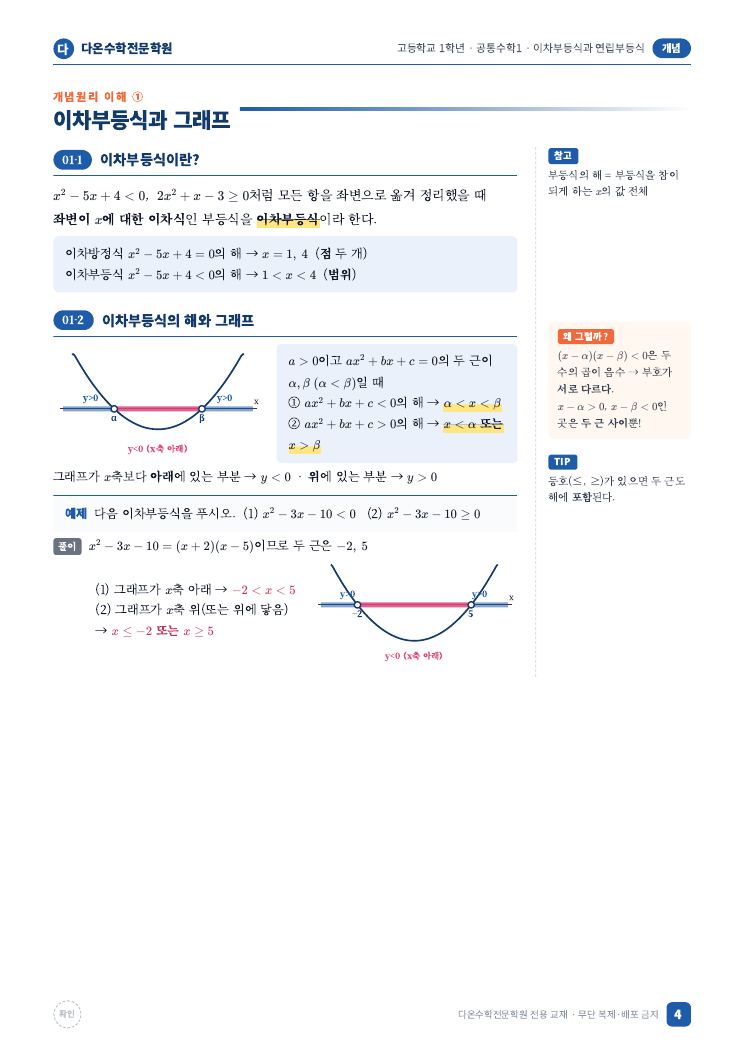 다 다온수학전문학원
고등학교 1학년 · 공통수학1 · 이차부등식과 연립부등식 개념
개념원리 이해 ①
이차부등식과 그래프
01-1 이차부등식이란?
x² − 5x + 4 < 0, 2x² + x − 3 ≥ 0처럼 모든 항을 좌변으로 옮겨 정리했을 때
좌변이 x에 대한 이차식인 부등식을 이차부등식이라 한다.
이차방정식 x² − 5x + 4 = 0의 해 → x = 1, 4 (점 두 개)
이차부등식 x² − 5x + 4 < 0의 해 → 1 < x < 4 (범위)
01-2 이차부등식의 해와 그래프
y>0 y>0 x
α β
y<0 (x축 아래)
a > 0이고 ax² + bx + c = 0의 두 근이
α, β (α < β)일 때
① ax² + bx + c < 0의 해 → α < x < β
② ax² + bx + c > 0의 해 → x < α 또는
x > β
그래프가 x축보다 아래에 있는 부분 → y < 0 · 위에 있는 부분 → y > 0
예제 다음 이차부등식을 푸시오. (1) x² − 3x − 10 < 0 (2) x² − 3x − 10 ≥ 0
풀이 x² − 3x − 10 = (x + 2)(x − 5)이므로 두 근은 −2, 5
(1) 그래프가 x축 아래 → −2 < x < 5
(2) 그래프가 x축 위(또는 위에 닿음)
→ x ≤ −2 또는 x ≥ 5
y>0 y>0 x
−2 5
y<0 (x축 아래)
참고
부등식의 해 = 부등식을 참이
되게 하는 x의 값 전체
왜 그럴까?
(x − α)(x − β) < 0은 두
수의 곱이 음수 → 부호가
서로 다르다.
x − α > 0, x − β < 0인
곳은 두 근 사이뿐!
TIP
등호(≤, ≥)가 있으면 두 근도
해에 포함된다.
확인
다온수학전문학원 전용 교재 · 무단 복제·배포 금지 4